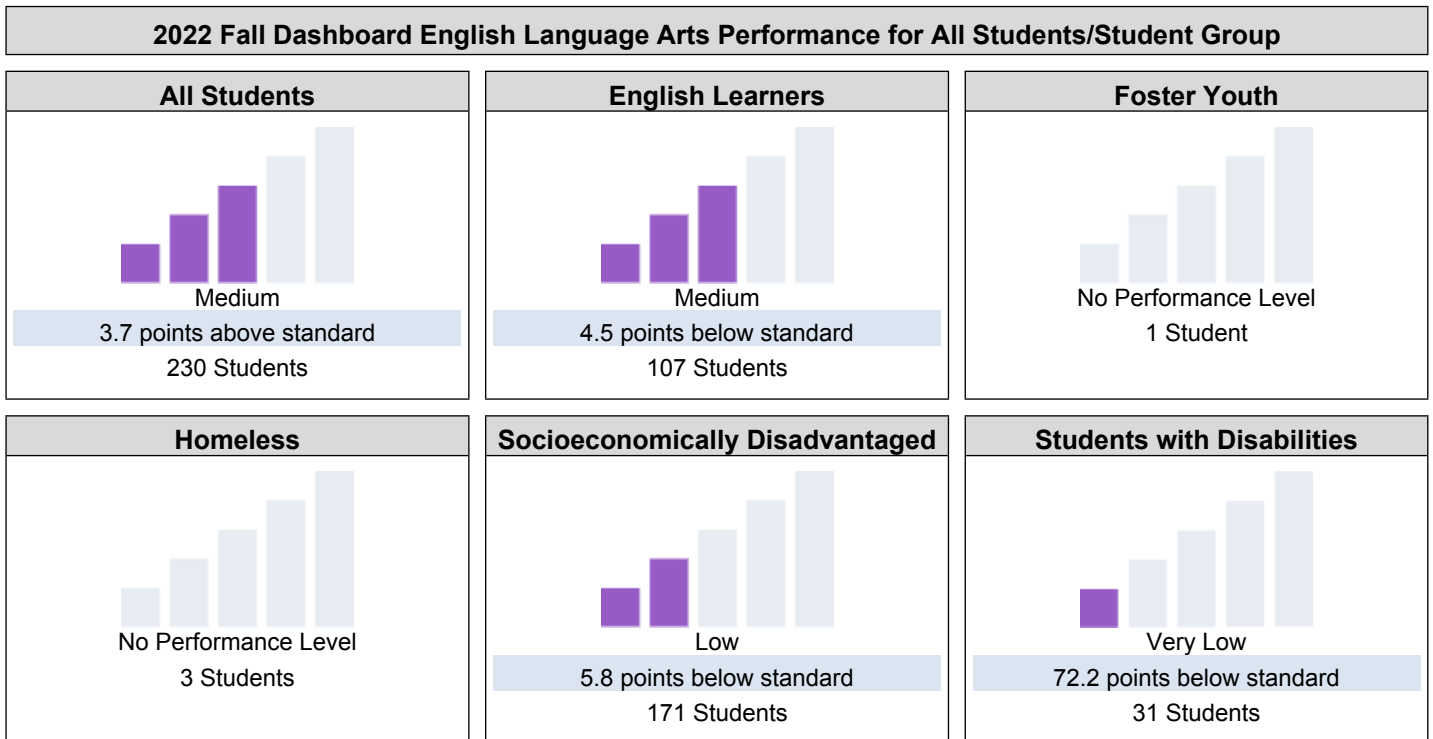 2022 Fall Dashboard English Language Arts Performance for All Students/Student Group
All Students
Medium
3.7 points above standard
230 Students
English Learners
Medium
4.5 points below standard
107 Students
Foster Youth
No Performance Level
1 Student
Homeless
No Performance Level
3 Students
Socioeconomically Disadvantaged
Low
5.8 points below standard
171 Students
Students with Disabilities
Very Low
72.2 points below standard
31 Students